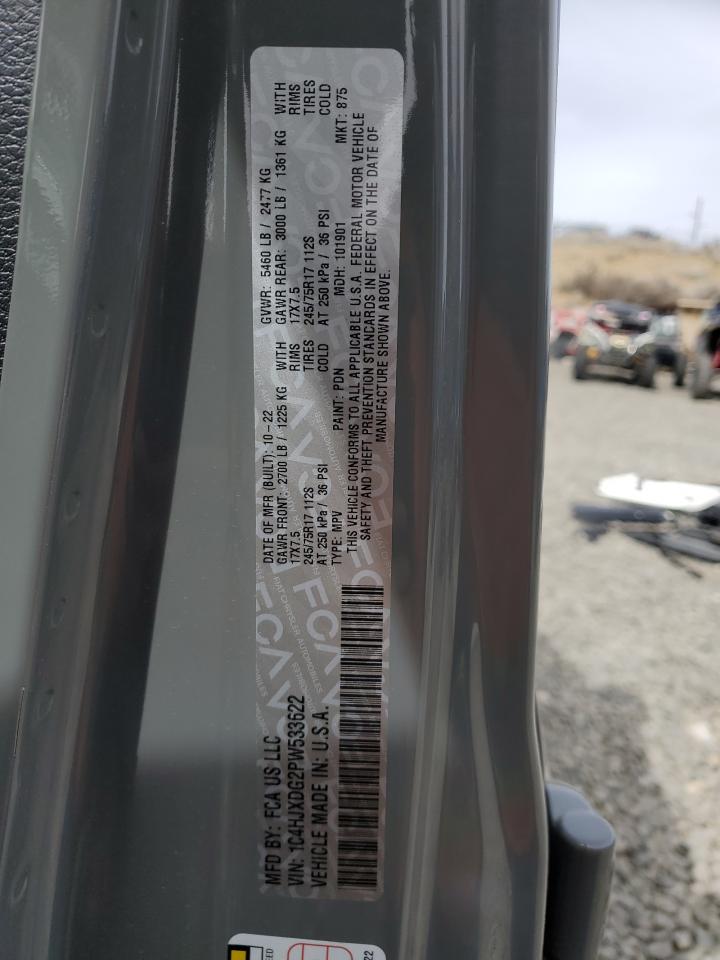 MFD BY: FCA US LLC
VIN: 1C4HJXDG2PW533622
VEHICLE MADE IN: U.S.A.
DATE OF MFR (BUILT): 10-22 GVWR: 5460 LB / 2477 KG
GAWR FRONT: 2700 LB / 1225 KG WITH GAWR REAR: 3000 LB / 1361 KG WITH
17X7.5 RIMS 17X7.5 RIMS
245/75R17 112S TIRES 245/75R17 112S TIRES
AT 250 kPa / 36 PSI COLD AT 250 kPa / 36 PSI COLD
TYPE: MPV PAINT: PDN MDH: 101901 MKT: 875
THIS VEHICLE CONFORMS TO ALL APPLICABLE U.S.A. FEDERAL MOTOR VEHICLE
SAFETY AND THEFT PREVENTION STANDARDS IN EFFECT ON THE DATE OF
MANUFACTURE SHOWN ABOVE.
22